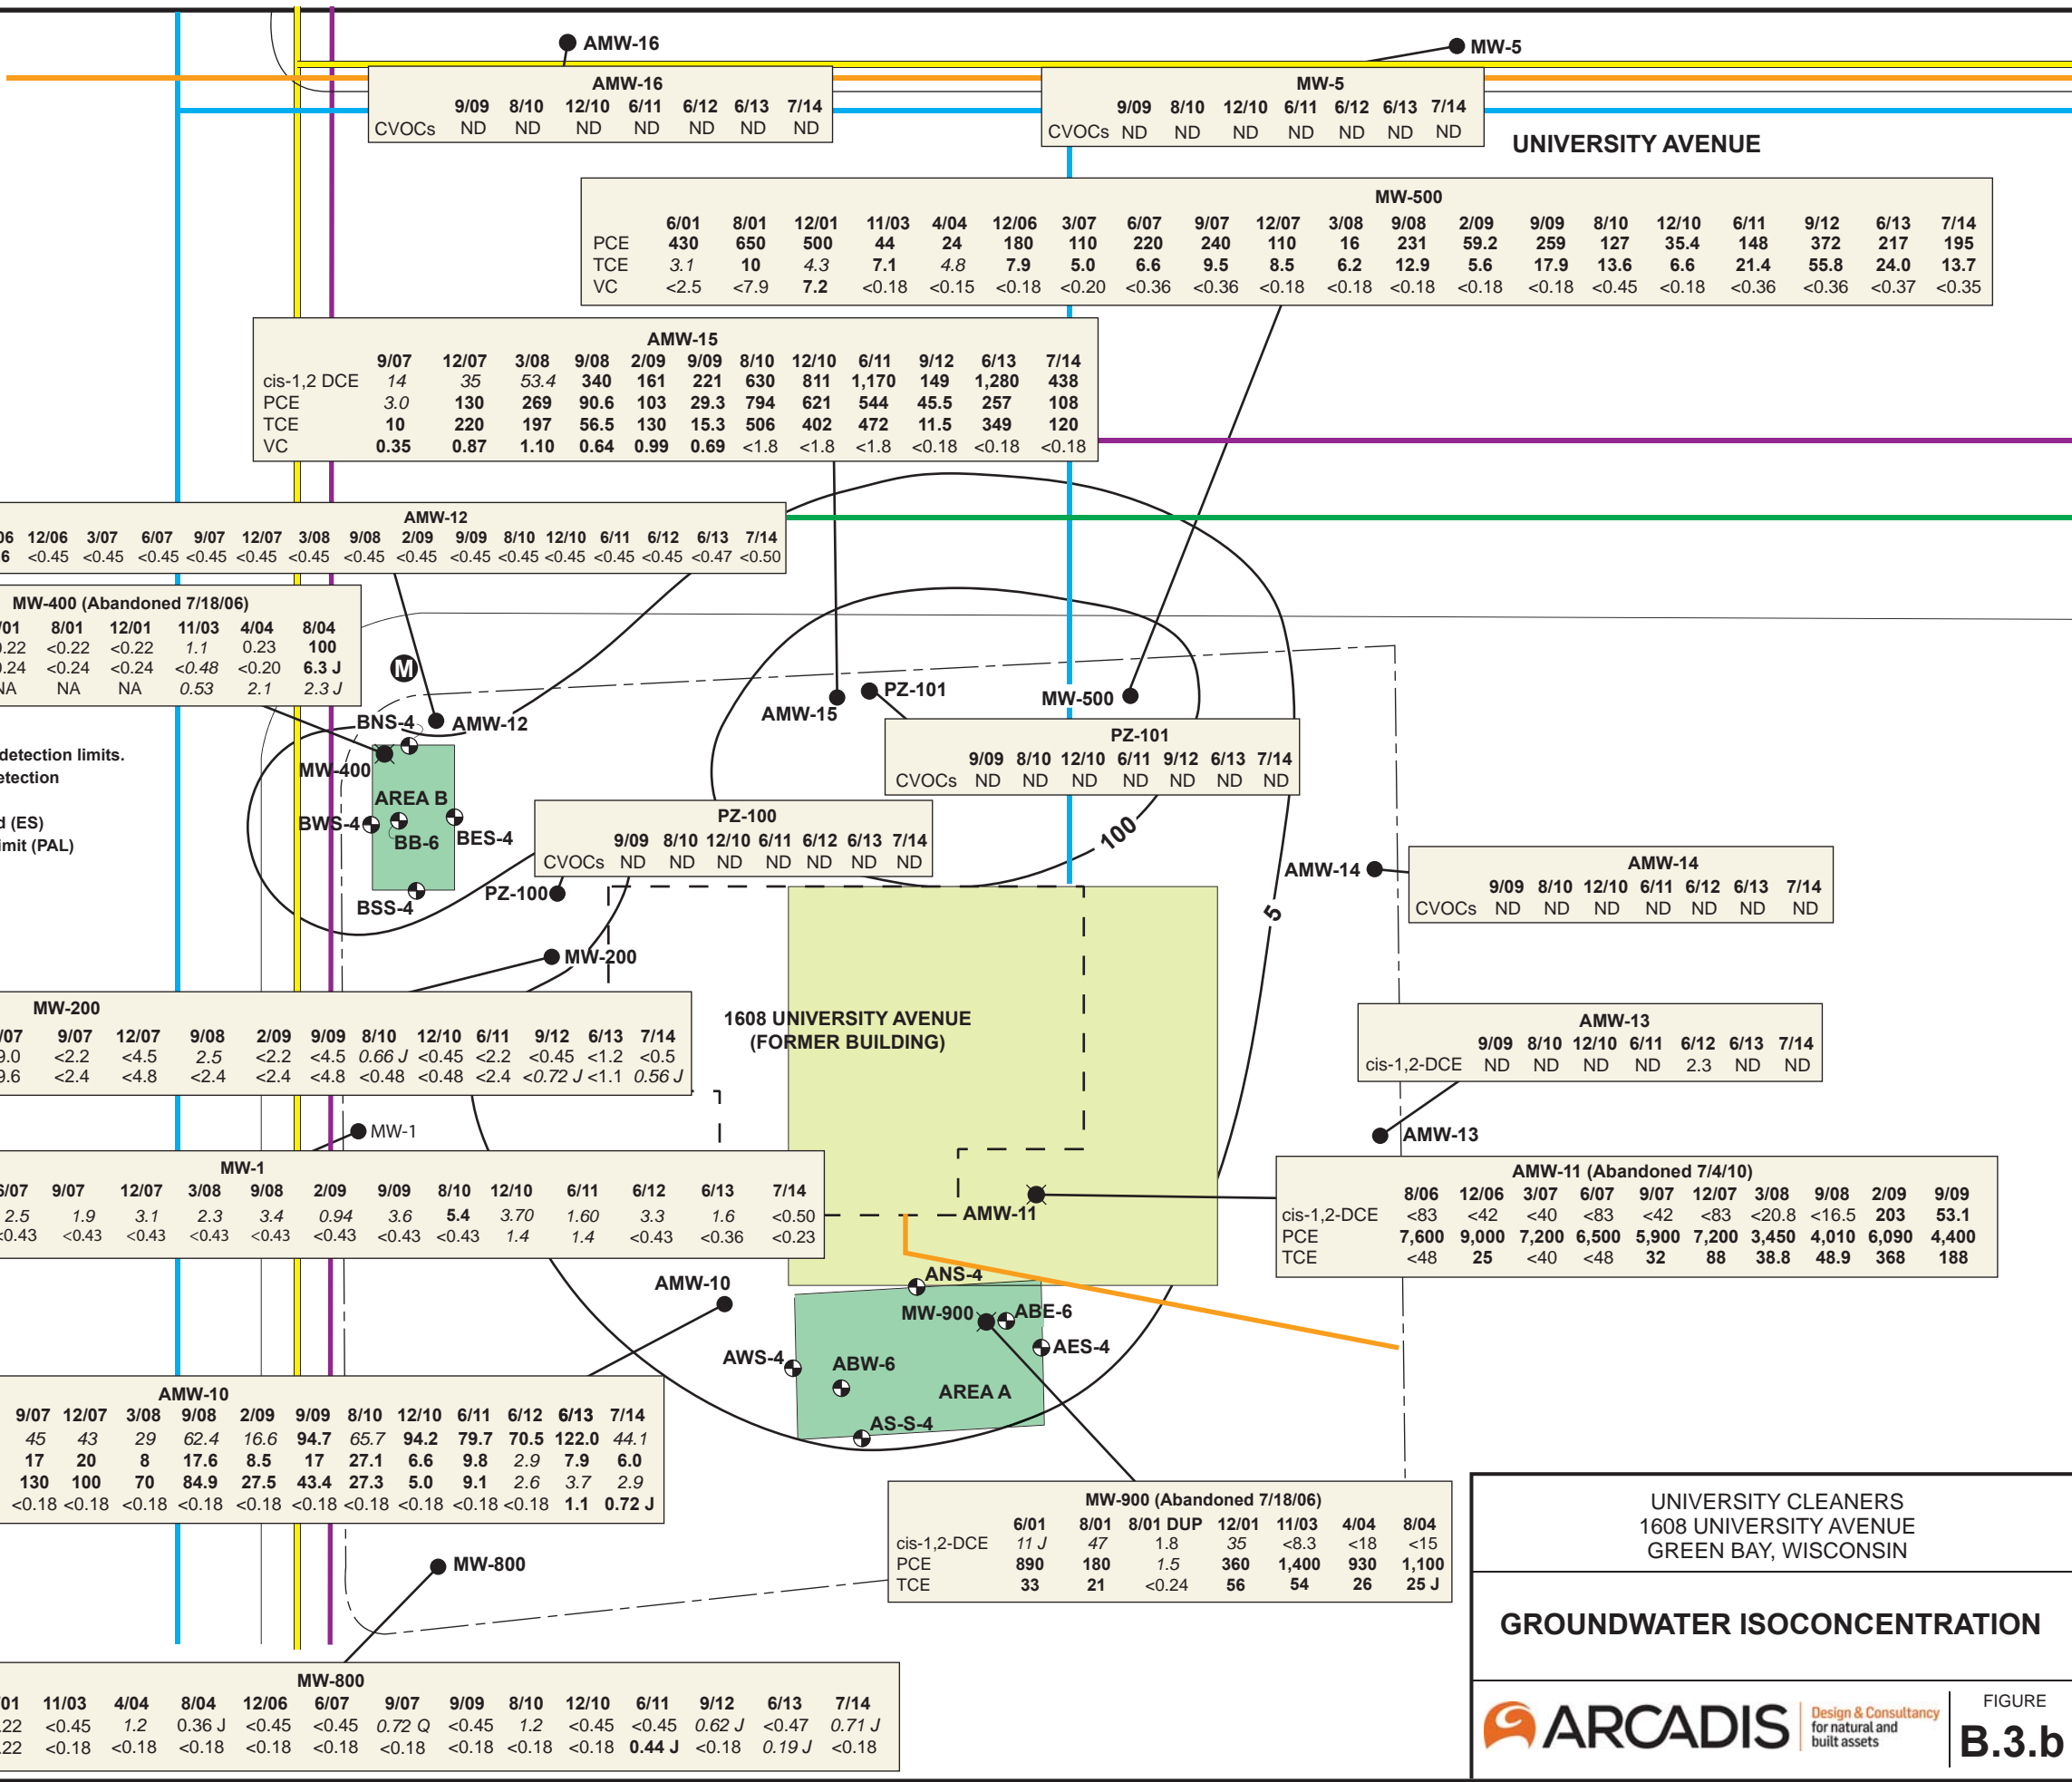 AMW-16
MW-5
AMW-16
9/09 8/10 12/10 6/11 6/12 6/13 7/14
CVOCs ND ND ND ND ND ND ND
MW-5
9/09 8/10 12/10 6/11 6/12 6/13 7/14
CVOCs ND ND ND ND ND ND ND
UNIVERSITY AVENUE
MW-500
6/01 8/01 12/01 11/03 4/04 12/06 3/07 6/07 9/07 12/07 3/08 9/08 2/09 9/09 8/10 12/10 6/11 9/12 6/13 7/14
PCE 430 650 500 44 24 180 110 220 240 110 16 231 59.2 259 127 35.4 148 372 217 195
TCE 3.1 10 4.3 7.1 4.8 7.9 5.0 6.6 9.5 8.5 6.2 12.9 5.6 17.9 13.6 6.6 21.4 55.8 24.0 13.7
VC <2.5 <7.9 7.2 <0.18 <0.15 <0.18 <0.20 <0.36 <0.36 <0.18 <0.18 <0.18 <0.18 <0.18 <0.45 <0.18 <0.36 <0.36 <0.37 <0.35
AMW-15
9/07 12/07 3/08 9/08 2/09 9/09 8/10 12/10 6/11 9/12 6/13 7/14
cis-1,2 DCE 14 35 53.4 340 161 221 630 811 1,170 149 1,280 438
PCE 3.0 130 269 90.6 103 29.3 794 621 544 45.5 257 108
TCE 10 220 197 56.5 130 15.3 506 402 472 11.5 349 120
VC 0.35 0.87 1.10 0.64 0.99 0.69 <1.8 <1.8 <1.8 <0.18 <0.18 <0.18
AMW-12
06 12/06 3/07 6/07 9/07 12/07 3/08 9/08 2/09 9/09 8/10 12/10 6/11 6/12 6/13 7/14
6 <0.45 <0.45 <0.45 <0.45 <0.45 <0.45 <0.45 <0.45 <0.45 <0.45 <0.45 <0.45 <0.45 <0.47 <0.50
MW-400 (Abandoned 7/18/06)
/01 8/01 12/01 11/03 4/04 8/04
.22 <0.22 <0.22 1.1 0.23 100
.24 <0.24 <0.24 <0.48 <0.20 6.3 J
NA NA NA 0.53 2.1 2.3 J
M
PZ-101
AMW-15
MW-500
BNS-4
AMW-12
PZ-101
9/09 8/10 12/10 6/11 9/12 6/13 7/14
CVOCs ND ND ND ND ND ND ND
detection limits.
etection
d (ES)
imit (PAL)
MW-400
AREA B
BWS-4
BB-6
BES-4
BSS-4
PZ-100
9/09 8/10 12/10 6/11 6/12 6/13 7/14
CVOCs ND ND ND ND ND ND ND
100
PZ-100
AMW-14
AMW-14
9/09 8/10 12/10 6/11 6/12 6/13 7/14
CVOCs ND ND ND ND ND ND ND
5
MW-200
MW-200
/07 9/07 12/07 9/08 2/09 9/09 8/10 12/10 6/11 9/12 6/13 7/14
9.0 <2.2 <4.5 2.5 <2.2 <4.5 0.66 J <0.45 <2.2 <0.45 <1.2 <0.5
9.6 <2.4 <4.8 <2.4 <2.4 <4.8 <0.48 <0.48 <2.4 <0.72 J <1.1 0.56 J
1608 UNIVERSITY AVENUE
(FORMER BUILDING)
AMW-13
9/09 8/10 12/10 6/11 6/12 6/13 7/14
cis-1,2-DCE ND ND ND ND 2.3 ND ND
AMW-13
MW-1
MW-1
6/07 9/07 12/07 3/08 9/08 2/09 9/09 8/10 12/10 6/11 6/12 6/13 7/14
2.5 1.9 3.1 2.3 3.4 0.94 3.6 5.4 3.70 1.60 3.3 1.6 <0.50
<0.43 <0.43 <0.43 <0.43 <0.43 <0.43 <0.43 <0.43 1.4 1.4 <0.43 <0.36 <0.23
AMW-11
AMW-11 (Abandoned 7/4/10)
8/06 12/06 3/07 6/07 9/07 12/07 3/08 9/08 2/09 9/09
cis-1,2-DCE <83 <42 <40 <83 <42 <83 <20.8 <16.5 203 53.1
PCE 7,600 9,000 7,200 6,500 5,900 7,200 3,450 4,010 6,090 4,400
TCE <48 25 <40 <48 32 88 38.8 48.9 368 188
AMW-10
ANS-4
MW-900
ABE-6
AES-4
AWS-4
ABW-6
AREA A
AS-S-4
AMW-10
9/07 12/07 3/08 9/08 2/09 9/09 8/10 12/10 6/11 6/12 6/13 7/14
45 43 29 62.4 16.6 94.7 65.7 94.2 79.7 70.5 122.0 44.1
17 20 8 17.6 8.5 17 27.1 6.6 9.8 2.9 7.9 6.0
130 100 70 84.9 27.5 43.4 27.3 5.0 9.1 2.6 3.7 2.9
<0.18 <0.18 <0.18 <0.18 <0.18 <0.18 <0.18 <0.18 <0.18 <0.18 1.1 0.72 J
MW-900 (Abandoned 7/18/06)
6/01 8/01 8/01 DUP 12/01 11/03 4/04 8/04
cis-1,2-DCE 11 J 47 1.8 35 <8.3 <18 <15
PCE 890 180 1.5 360 1,400 930 1,100
TCE 33 21 <0.24 56 54 26 25 J
MW-800
MW-800
/01 11/03 4/04 8/04 12/06 6/07 9/07 9/09 8/10 12/10 6/11 9/12 6/13 7/14
.22 <0.45 1.2 0.36 J <0.45 <0.45 0.72 Q <0.45 1.2 <0.45 <0.45 0.62 J <0.47 0.71 J
.22 <0.18 <0.18 <0.18 <0.18 <0.18 <0.18 <0.18 <0.18 <0.18 0.44 J <0.18 0.19 J <0.18
UNIVERSITY CLEANERS
1608 UNIVERSITY AVENUE
GREEN BAY, WISCONSIN
GROUNDWATER ISOCONCENTRATION
ARCADIS
Design & Consultancy
for natural and
built assets
FIGURE
B.3.b